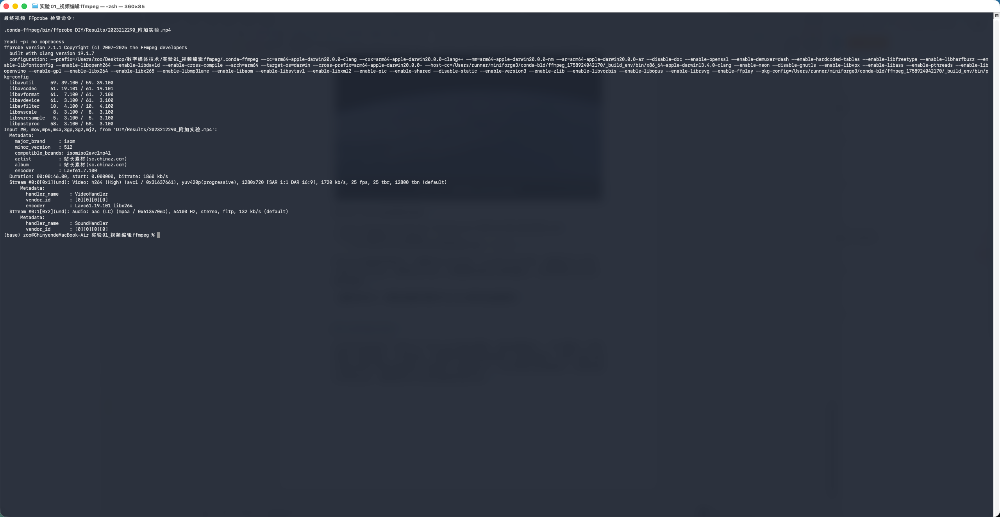 实验01_视频编辑ffmpeg — -zsh — 360×85
最终视频 FFprobe 检查命令：
.conda-ffmpeg/bin/ffprobe DIY/Results/2023212290_附加实验.mp4
read: -p: no coprocess
ffprobe version 7.1.1 Copyright (c) 2007-2025 the FFmpeg developers
  built with clang version 19.1.7
  configuration: --prefix=/Users/zoo/Desktop/数字媒体技术/实验01_视频编辑ffmpeg/.conda-ffmpeg --cc=arm64-apple-darwin20.0.0-clang --cxx=arm64-apple-darwin20.0.0-clang++ --nm=arm64-apple-darwin20.0.0-nm --ar=arm64-apple-darwin20.0.0-ar --disable-doc --enable-openssl --enable-demuxer=dash --enable-hardcoded-tables --enable-libfreetype --enable-libharfbuzz --en
able-libfontconfig --enable-libopenh264 --enable-libdav1d --enable-cross-compile --arch=arm64 --target-os=darwin --cross-prefix=arm64-apple-darwin20.0.0- --host-cc=/Users/runner/miniforge3/conda-bld/ffmpeg_1758924042170/_build_env/bin/x86_64-apple-darwin13.4.0-clang --enable-neon --disable-gnutls --enable-libvpx --enable-libass --enable-pthreads --enable-lib
openvino --enable-gpl --enable-libx264 --enable-libx265 --enable-libmp3lame --enable-libaom --enable-libsvtav1 --enable-libxml2 --enable-pic --enable-shared --disable-static --enable-version3 --enable-zlib --enable-libvorbis --enable-libopus --enable-librsvg --enable-ffplay --pkg-config=/Users/runner/miniforge3/conda-bld/ffmpeg_1758924042170/_build_env/bin/p
kg-config
  libavutil      59. 39.100 / 59. 39.100
  libavcodec     61. 19.101 / 61. 19.101
  libavformat    61.  7.100 / 61.  7.100
  libavdevice    61.  3.100 / 61.  3.100
  libavfilter    10.  4.100 / 10.  4.100
  libswscale      8.  3.100 /  8.  3.100
  libswresample   5.  3.100 /  5.  3.100
  libpostproc    58.  3.100 / 58.  3.100
Input #0, mov,mp4,m4a,3gp,3g2,mj2, from 'DIY/Results/2023212290_附加实验.mp4':
  Metadata:
    major_brand     : isom
    minor_version   : 512
    compatible_brands: isomiso2avc1mp41
    artist          : 站长素材(sc.chinaz.com)
    album           : 站长素材(sc.chinaz.com)
    encoder         : Lavf61.7.100
  Duration: 00:00:46.00, start: 0.000000, bitrate: 1860 kb/s
  Stream #0:0[0x1](und): Video: h264 (High) (avc1 / 0x31637661), yuv420p(progressive), 1280x720 [SAR 1:1 DAR 16:9], 1720 kb/s, 25 fps, 25 tbr, 12800 tbn (default)
      Metadata:
        handler_name    : VideoHandler
        vendor_id       : [0][0][0][0]
        encoder         : Lavc61.19.101 libx264
  Stream #0:1[0x2](und): Audio: aac (LC) (mp4a / 0x6134706D), 44100 Hz, stereo, fltp, 132 kb/s (default)
      Metadata:
        handler_name    : SoundHandler
        vendor_id       : [0][0][0][0]
(base) zoo@ChinyendeMacBook-Air 实验01_视频编辑ffmpeg %